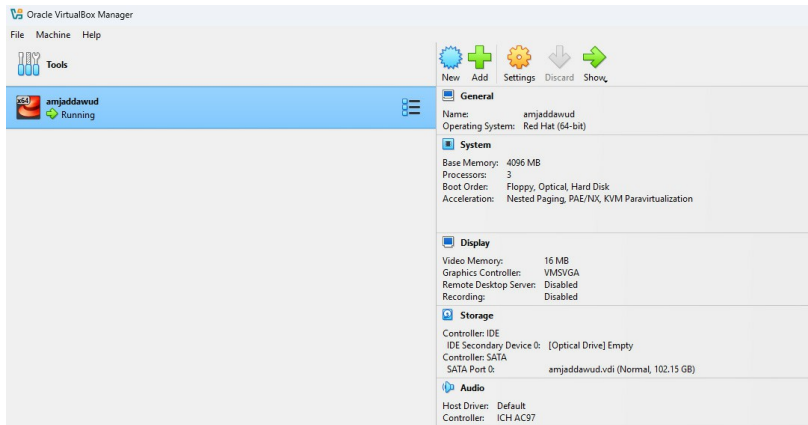 Oracle VirtualBox Manager
File Machine Help
Tools
New Add Settings Discard Show
x64 amjaddawud
Running
General
Name: amjaddawud
Operating System: Red Hat (64-bit)
System
Base Memory: 4096 MB
Processors: 3
Boot Order: Floppy, Optical, Hard Disk
Acceleration: Nested Paging, PAE/NX, KVM Paravirtualization
Display
Video Memory: 16 MB
Graphics Controller: VMSVGA
Remote Desktop Server: Disabled
Recording: Disabled
Storage
Controller: IDE
IDE Secondary Device 0: [Optical Drive] Empty
Controller: SATA
SATA Port 0: amjaddawud.vdi (Normal, 102.15 GB)
Audio
Host Driver: Default
Controller: ICH AC97